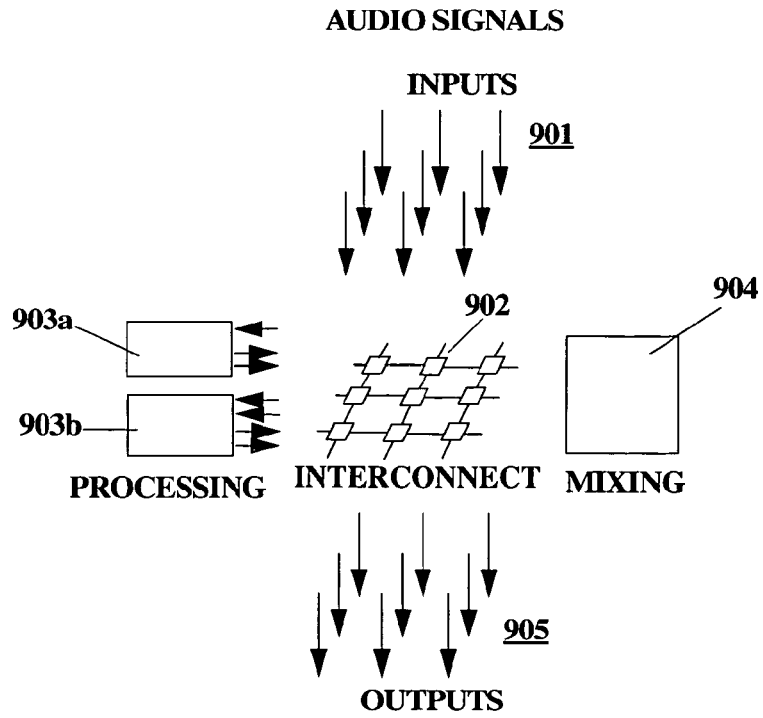 AUDIO SIGNALS
INPUTS
901
904
902
903a
903b
PROCESSING
INTERCONNECT
MIXING
905
OUTPUTS